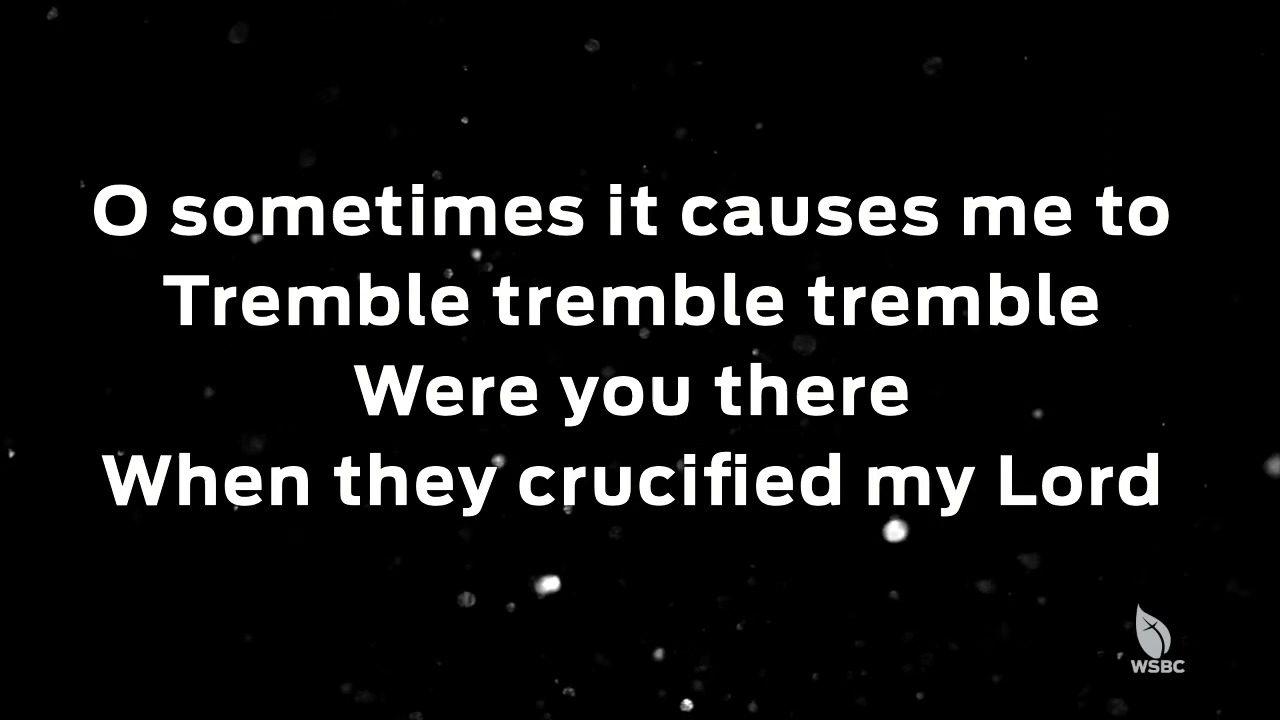 O sometimes it causes me to
Tremble tremble tremble
Were you there
When they crucified my Lord
WSBC